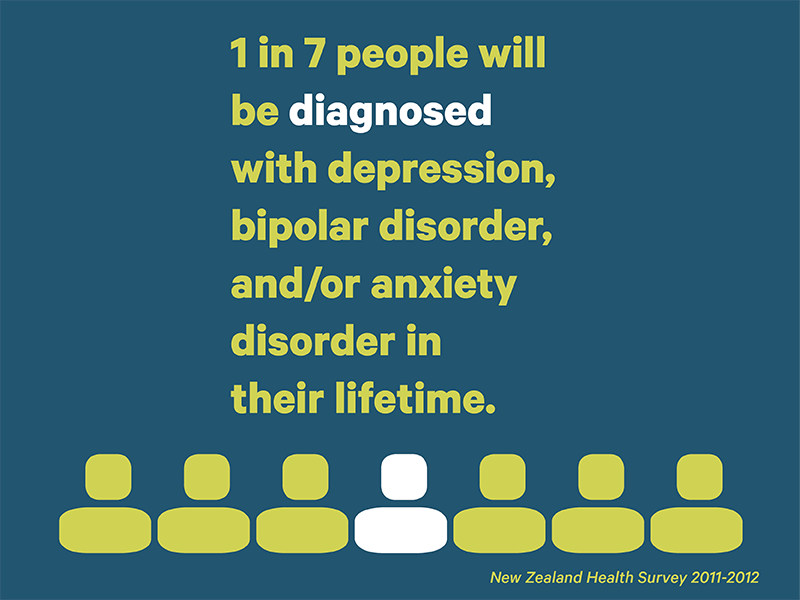 1 in 7 people will
be diagnosed
with depression,
bipolar disorder,
and/or anxiety
disorder in
their lifetime.
New Zealand Health Survey 2011-2012